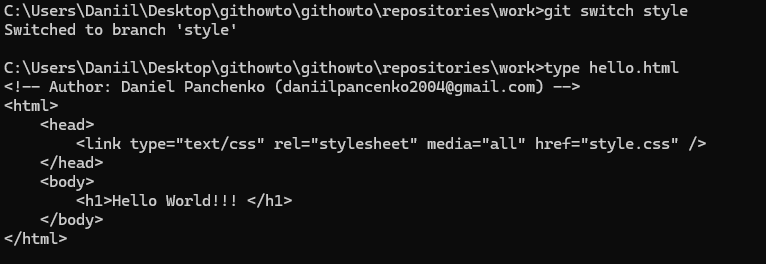 C:\Users\Daniil\Desktop\githowto\githowto\repositories\work>git switch style
Switched to branch 'style'

C:\Users\Daniil\Desktop\githowto\githowto\repositories\work>type hello.html
<!-- Author: Daniel Panchenko (daniilpancenko2004@gmail.com) -->
<html>
    <head>
        <link type="text/css" rel="stylesheet" media="all" href="style.css" />
    </head>
    <body>
        <h1>Hello World!!! </h1>
    </body>
</html>